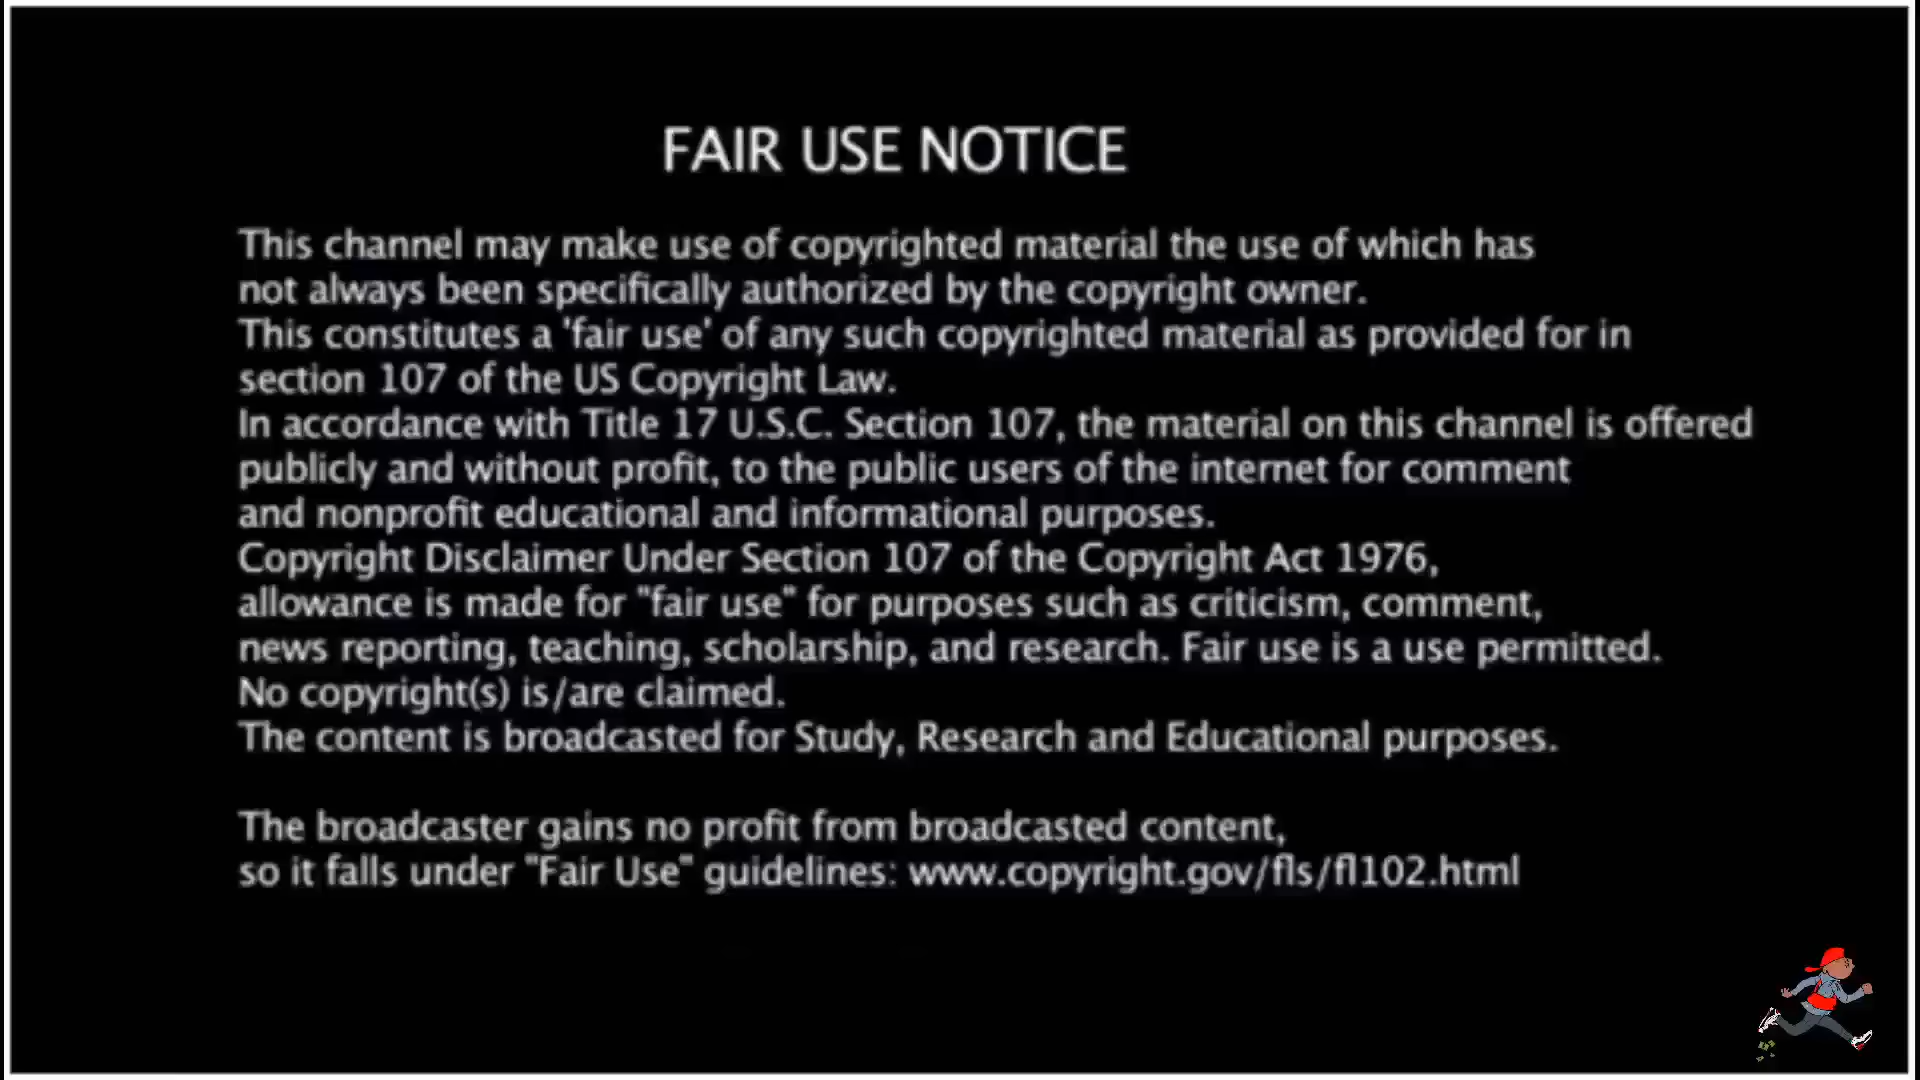 FAIR USE NOTICE
This channel may make use of copyrighted material the use of which has
not always been specifically authorized by the copyright owner.
This constitutes a 'fair use' of any such copyrighted material as provided for in
section 107 of the US Copyright Law.
In accordance with Title 17 U.S.C. Section 107, the material on this channel is offered
publicly and without profit, to the public users of the internet for comment
and nonprofit educational and informational purposes.
Copyright Disclaimer Under Section 107 of the Copyright Act 1976,
allowance is made for "fair use" for purposes such as criticism, comment,
news reporting, teaching, scholarship, and research. Fair use is a use permitted.
No copyright(s) is/are claimed.
The content is broadcasted for Study, Research and Educational purposes.
The broadcaster gains no profit from broadcasted content,
so it falls under "Fair Use" guidelines: www.copyright.gov/fls/fl102.html